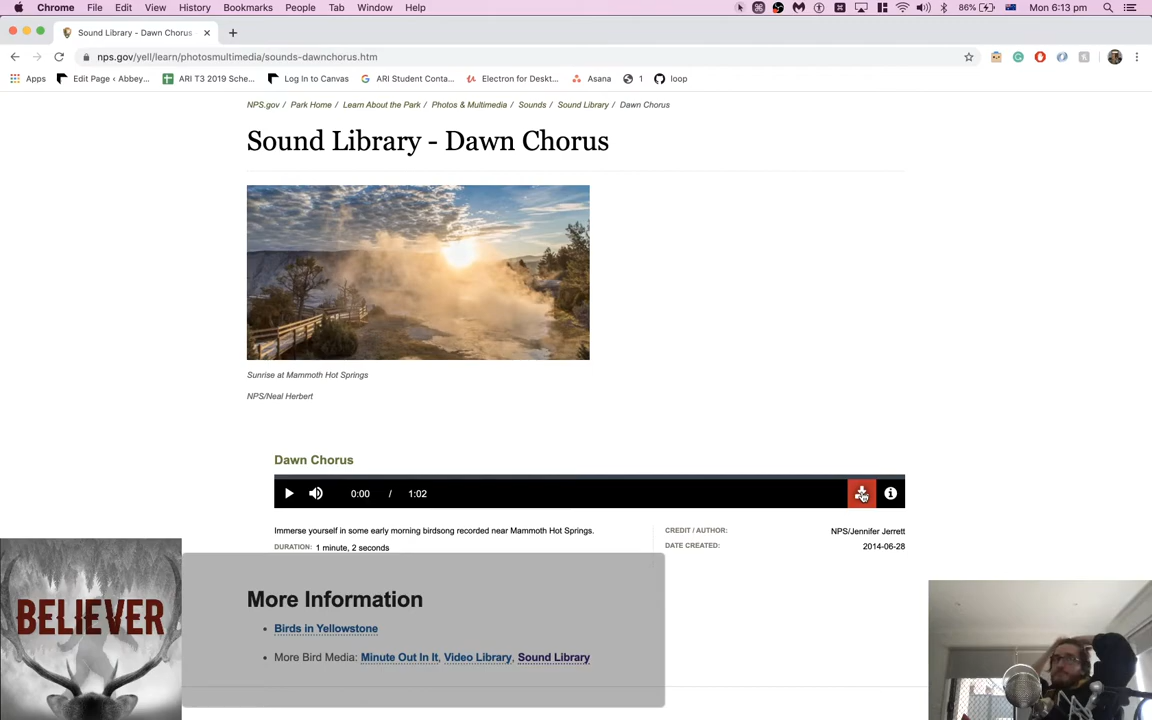 Chrome File Edit View History Bookmarks People Tab Window Help 86% Mon 6:13 pm
Sound Library - Dawn Chorus
nps.gov/yell/learn/photosmultimedia/sounds-dawnchorus.htm
Apps Edit Page ‹ Abbey... ARI T3 2019 Sche... Log In to Canvas ARI Student Conta... Electron for Deskt... Asana 1 loop
NPS.gov / Park Home / Learn About the Park / Photos & Multimedia / Sounds / Sound Library / Dawn Chorus
Sound Library - Dawn Chorus
Sunrise at Mammoth Hot Springs
NPS/Neal Herbert
Dawn Chorus
0:00 / 1:02
Immerse yourself in some early morning birdsong recorded near Mammoth Hot Springs.
DURATION: 1 minute, 2 seconds
CREDIT / AUTHOR: NPS/Jennifer Jerrett
DATE CREATED: 2014-06-28
BELIEVER
More Information
• Birds in Yellowstone
• More Bird Media: Minute Out In It, Video Library, Sound Library